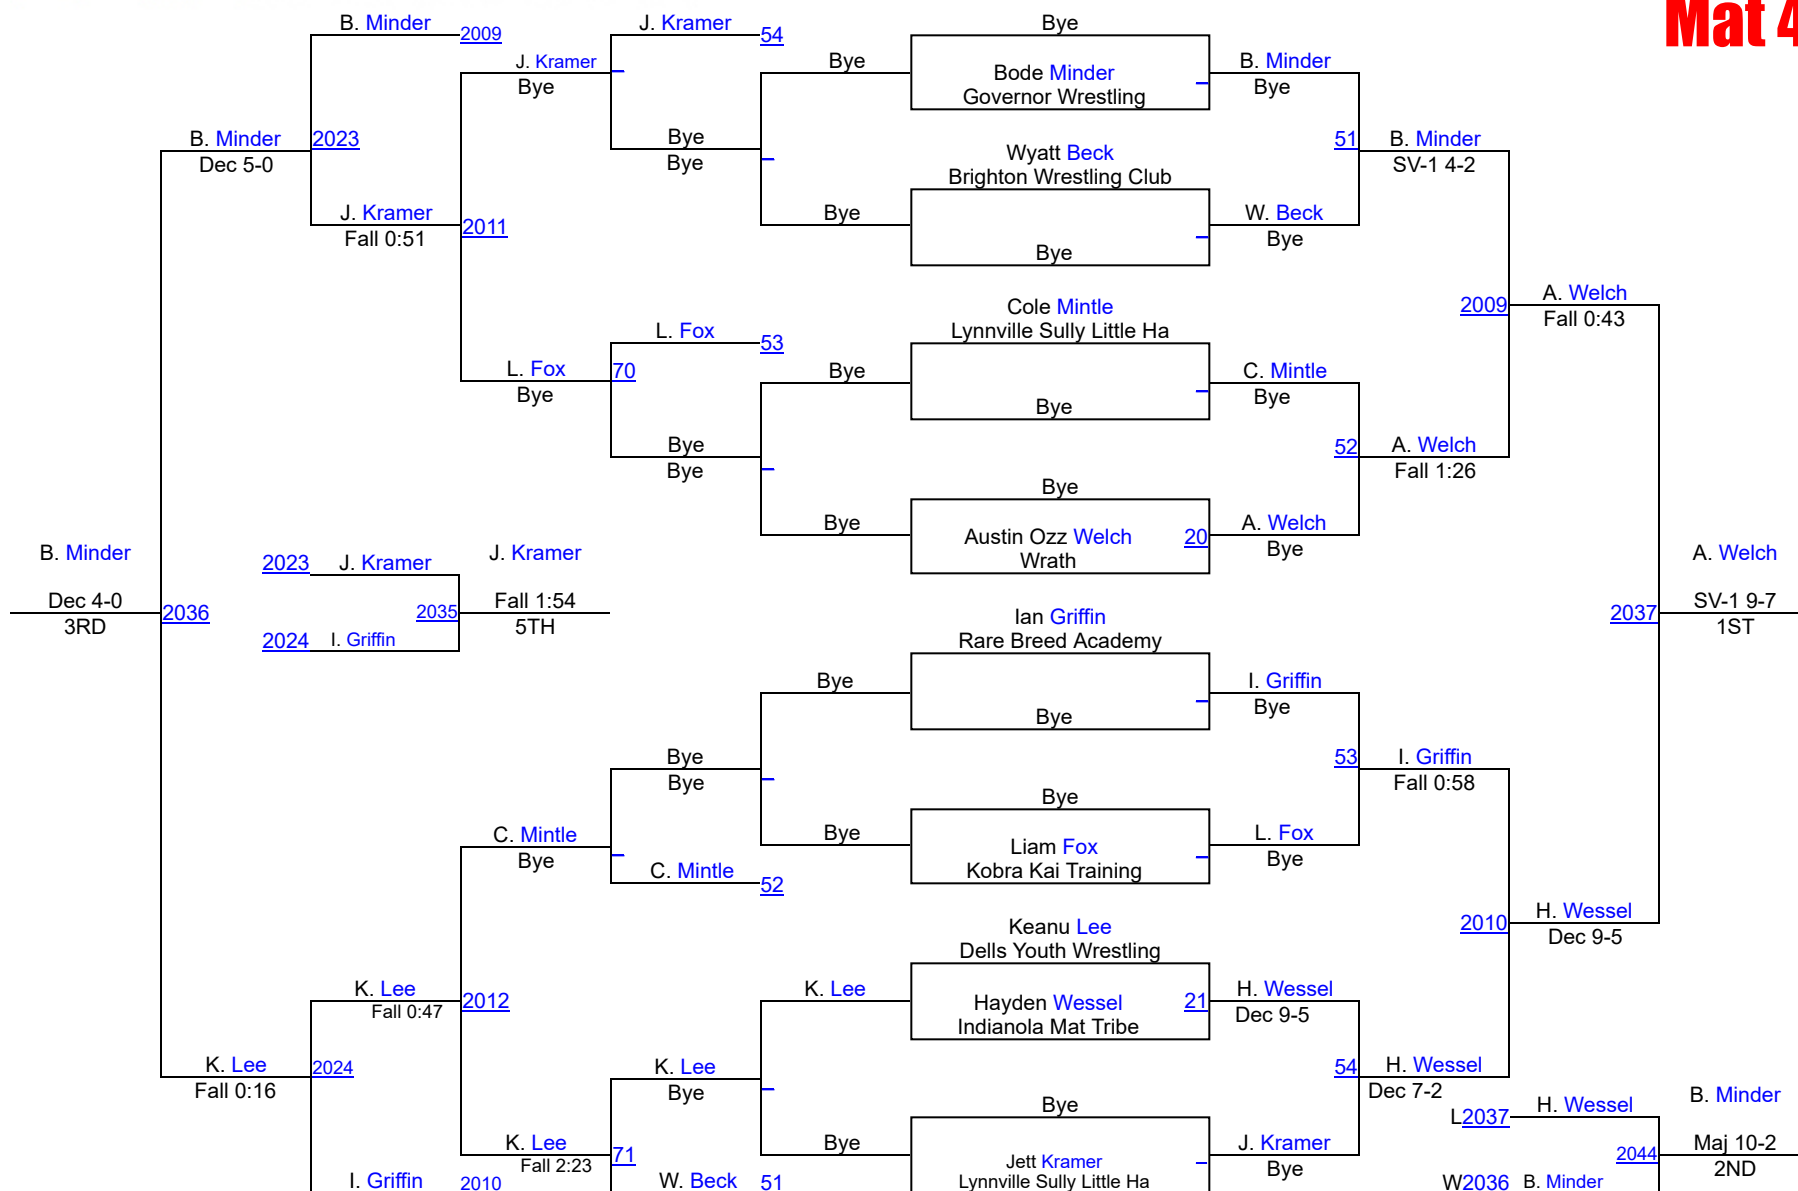 Mat 4
B. Minder
2009
J. Kramer
54
Bye
J. Kramer
Bye
Bye
Bode Minder
Governor Wrestling
B. Minder
Bye
B. Minder
Dec 5-0
2023
Bye
Bye
Wyatt Beck
Brighton Wrestling Club
51
B. Minder
SV-1 4-2
J. Kramer
Fall 0:51
2011
Bye
Bye
W. Beck
Bye
Cole Mintle
Lynnville Sully Little Ha
2009
A. Welch
Fall 0:43
L. Fox
53
L. Fox
Bye
70
Bye
Bye
C. Mintle
Bye
Bye
Bye
52
A. Welch
Fall 1:26
Bye
Bye
Austin Ozz Welch
Wrath
20
A. Welch
Bye
B. Minder
Dec 4-0
3RD
2036
2023
J. Kramer
2024
I. Griffin
2035
J. Kramer
Fall 1:54
5TH
A. Welch
SV-1 9-7
1ST
2037
Ian Griffin
Rare Breed Academy
Bye
Bye
I. Griffin
Bye
Bye
Bye
53
I. Griffin
Fall 0:58
Bye
C. Mintle
Bye
Bye
Liam Fox
Kobra Kai Training
L. Fox
Bye
C. Mintle
52
Keanu Lee
Dells Youth Wrestling
2010
H. Wessel
Dec 9-5
K. Lee
Fall 0:47
2012
K. Lee
Hayden Wessel
Indianola Mat Tribe
21
H. Wessel
Dec 9-5
K. Lee
Fall 0:16
2024
K. Lee
Bye
54
H. Wessel
Dec 7-2
Bye
L2037
H. Wessel
B. Minder
K. Lee
Fall 2:23
71
Bye
Jett Kramer
Lynnville Sully Little Ha
J. Kramer
Bye
2044
Maj 10-2
2ND
I. Griffin
2010
W. Beck
51
W2036
B. Minder